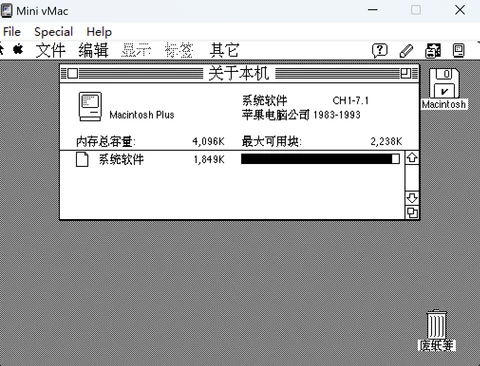 Mini vMac
File Special Help
文件 编辑 显示 标签 其它
关于本机
Macintosh Plus
系统软件 CH1-7.1
苹果电脑公司 1983-1993
内存总容量: 4,096K 最大可用块: 2,238K
系统软件 1,849K
Macintosh
废纸篓